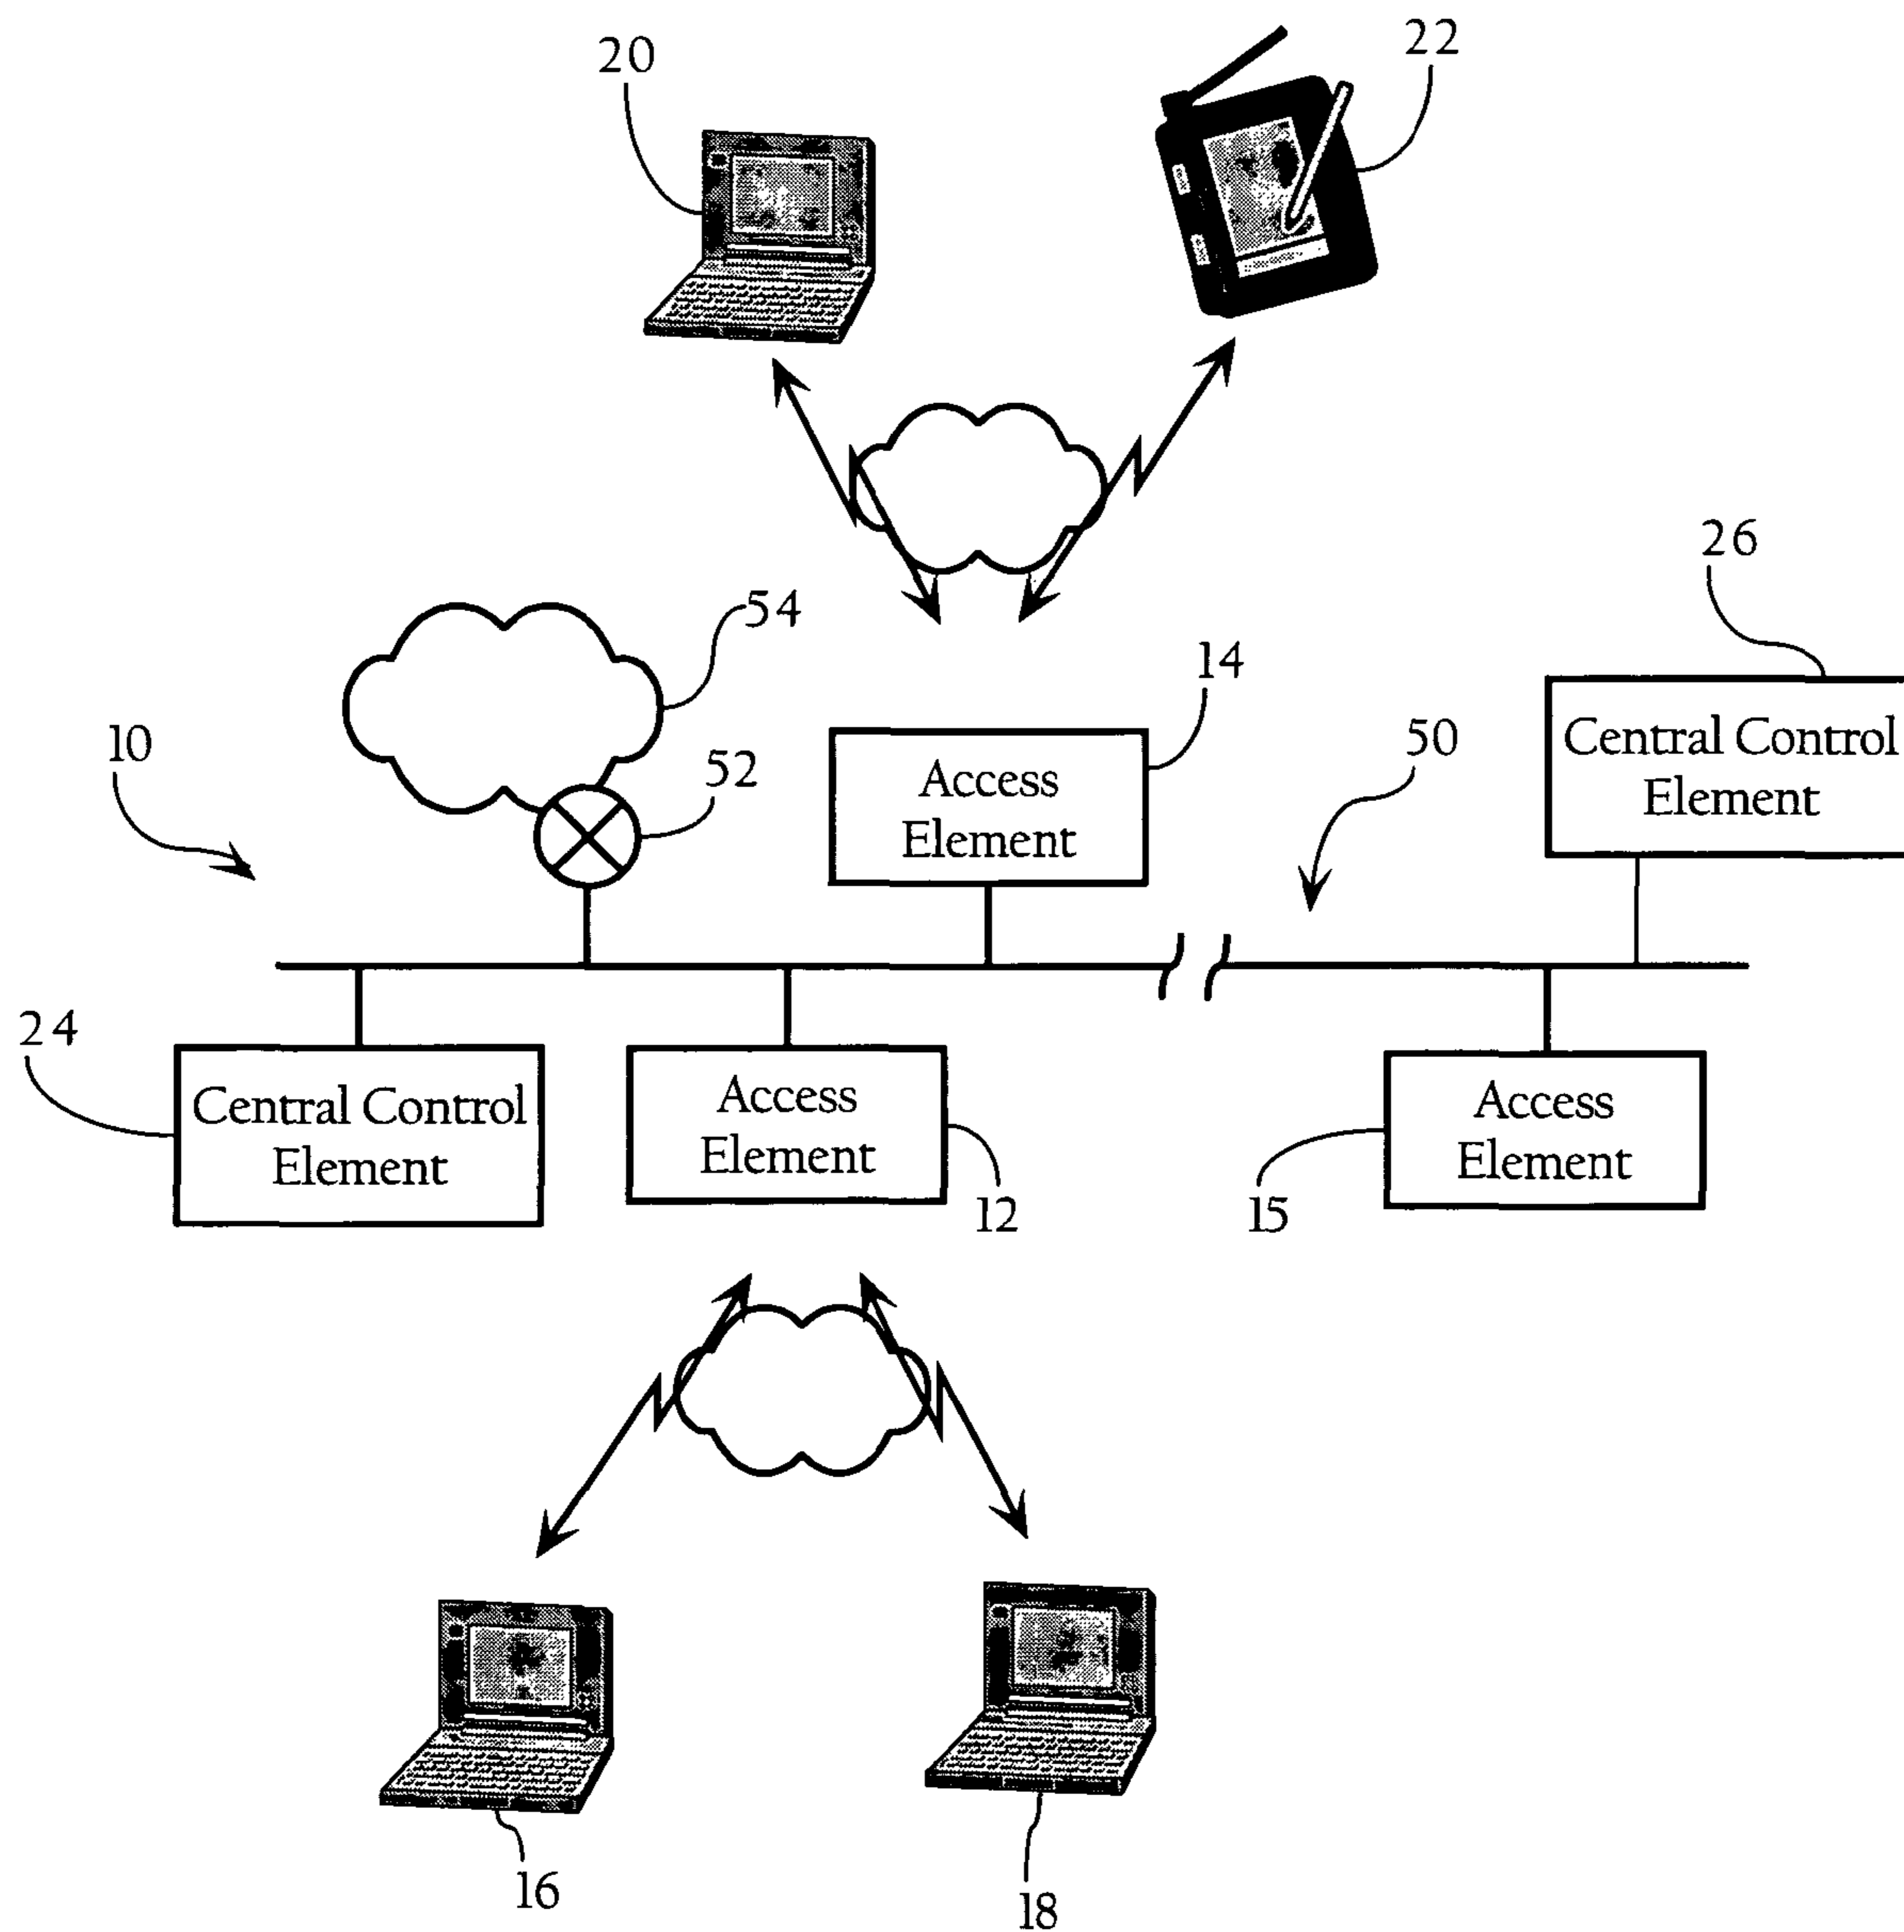 20
22
26
54
14
10
52
50
Central Control
Element
Access
Element
24
Central Control
Element
Access
Element
Access
Element
12
15
16
18